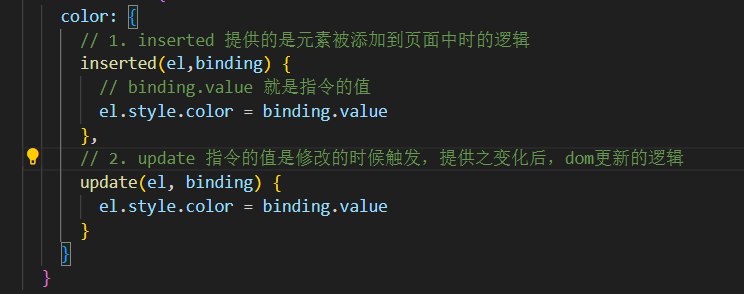 color: {
// 1. inserted 提供的是元素被添加到页面中时的逻辑
inserted(el,binding) {
// binding.value 就是指令的值
el.style.color = binding.value
},
// 2. update 指令的值是修改的时候触发，提供之变化后，dom更新的逻辑
update(el, binding) {
el.style.color = binding.value
}
}
}